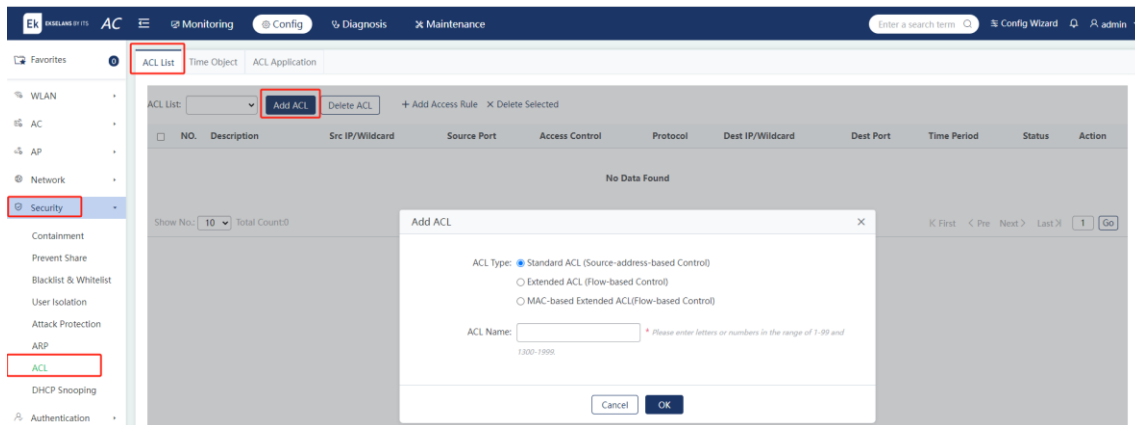 Ek EKSELANS BY ITS AC Monitoring Config Diagnosis Maintenance Enter a search term Config Wizard admin
Favorites 0
ACL List Time Object ACL Application
WLAN
ACL List: Add ACL Delete ACL + Add Access Rule × Delete Selected
AC
NO. Description Src IP/Wildcard Source Port Access Control Protocol Dest IP/Wildcard Dest Port Time Period Status Action
AP
Network
No Data Found
Security
Show No.: 10 Total Count:0
First Pre Next Last 1 Go
Containment
Prevent Share
Blacklist & Whitelist
User Isolation
Attack Protection
ARP
ACL
DHCP Snooping
Authentication
Add ACL ×
ACL Type: Standard ACL (Source-address-based Control)
Extended ACL (Flow-based Control)
MAC-based Extended ACL(Flow-based Control)
ACL Name: * Please enter letters or numbers in the range of 1-99 and
1300-1999.
Cancel OK